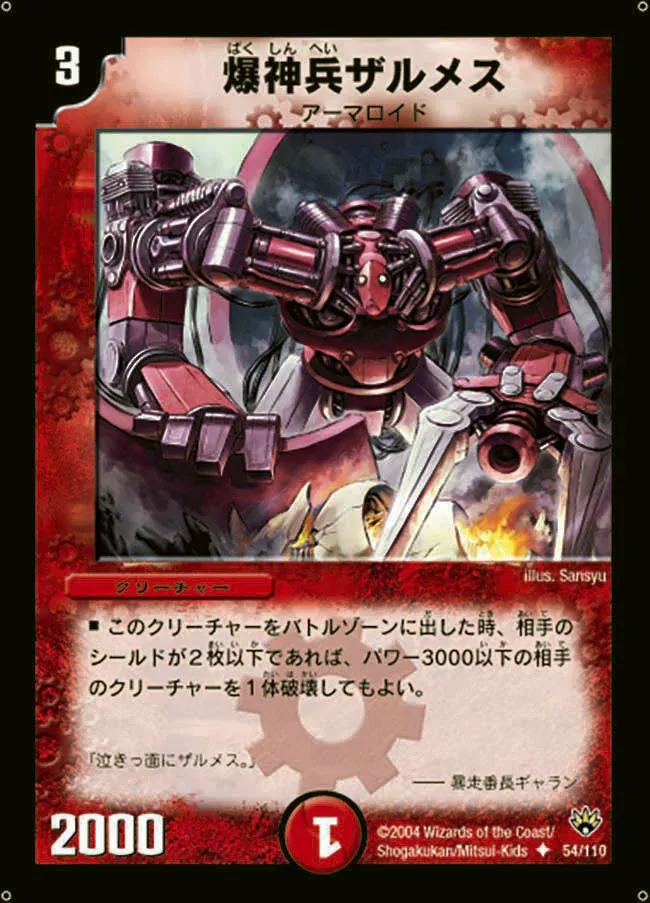 3
ばく しん へい
爆神兵ザルメス
アーマロイド
illus. Sansyu
クリーチャー
■ このクリーチャーをバトルゾーンに出した時、相手の
シールドが2枚以下であれば、パワー3000以下の相手
のクリーチャーを1体破壊してもよい。
「泣きっ面にザルメス。」
—— 暴走番長ギャラン
2000
1
©2004 Wizards of the Coast/
Shogakukan/Mitsui-Kids 54/110